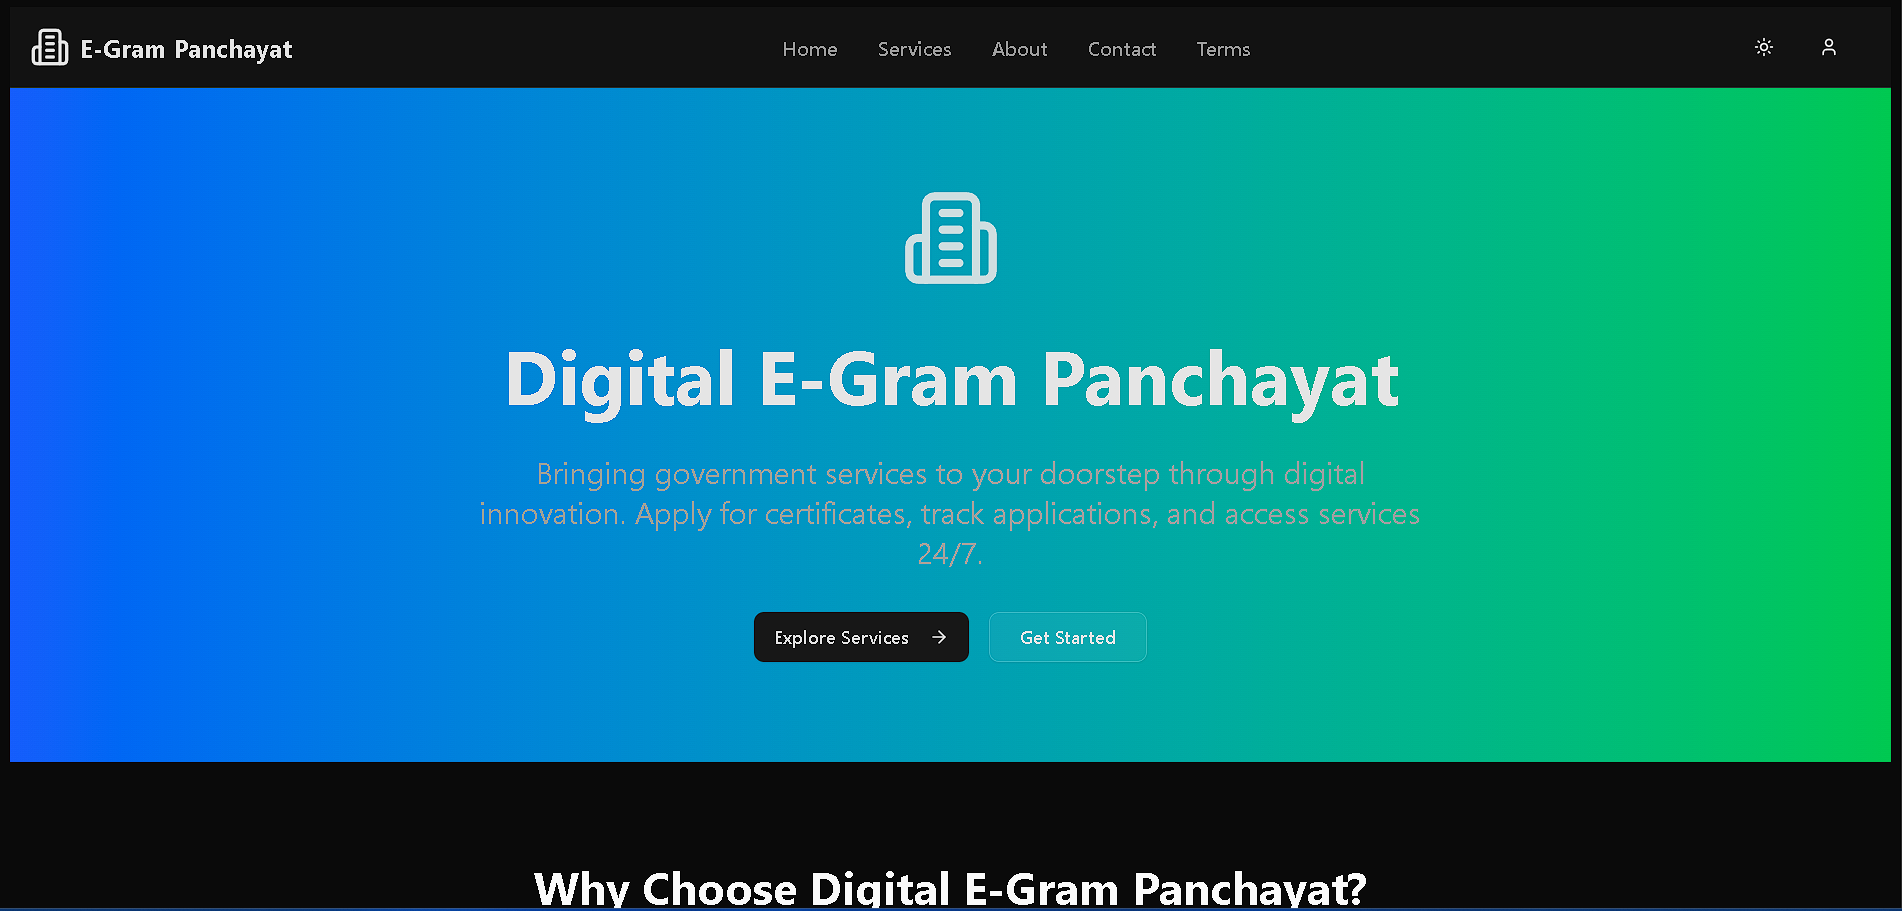 E-Gram Panchayat
Home Services About Contact Terms
Digital E-Gram Panchayat
Bringing government services to your doorstep through digital
innovation. Apply for certificates, track applications, and access services
24/7.
Explore Services
Get Started
Why Choose Digital E-Gram Panchayat?